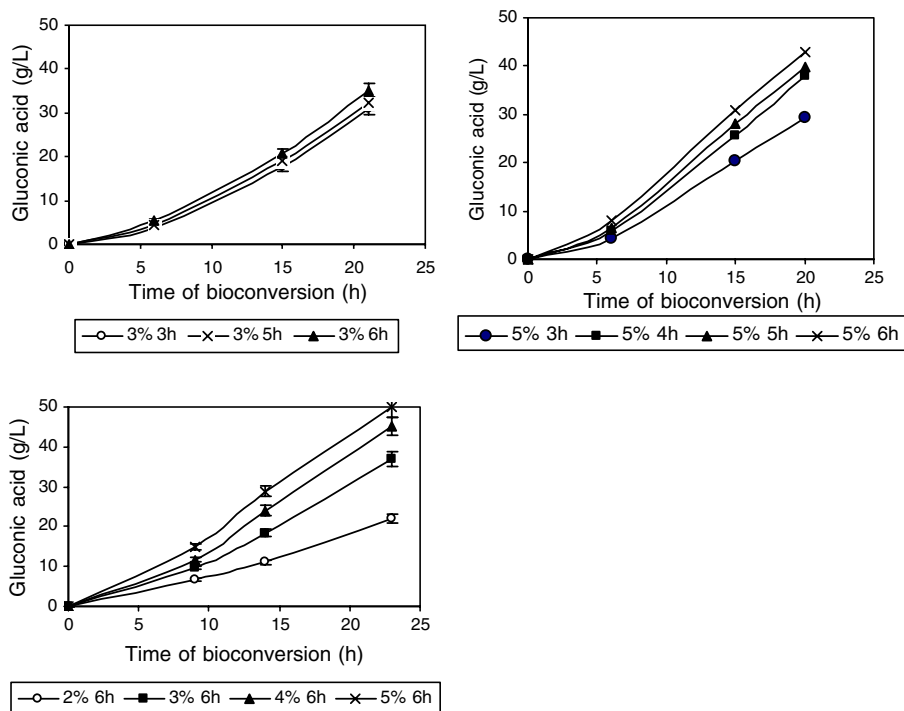 Gluconic acid (g/L)
50
40
30
20
10
0
0 5 10 15 20 25
Time of bioconversion (h)
3% 3h 3% 5h 3% 6h
Gluconic acid (g/L)
50
40
30
20
10
0
0 5 10 15 20 25
Time of bioconversion (h)
5% 3h 5% 4h 5% 5h 5% 6h
Gluconic acid (g/L)
50
40
30
20
10
0
0 5 10 15 20 25
Time of bioconversion (h)
2% 6h 3% 6h 4% 6h 5% 6h